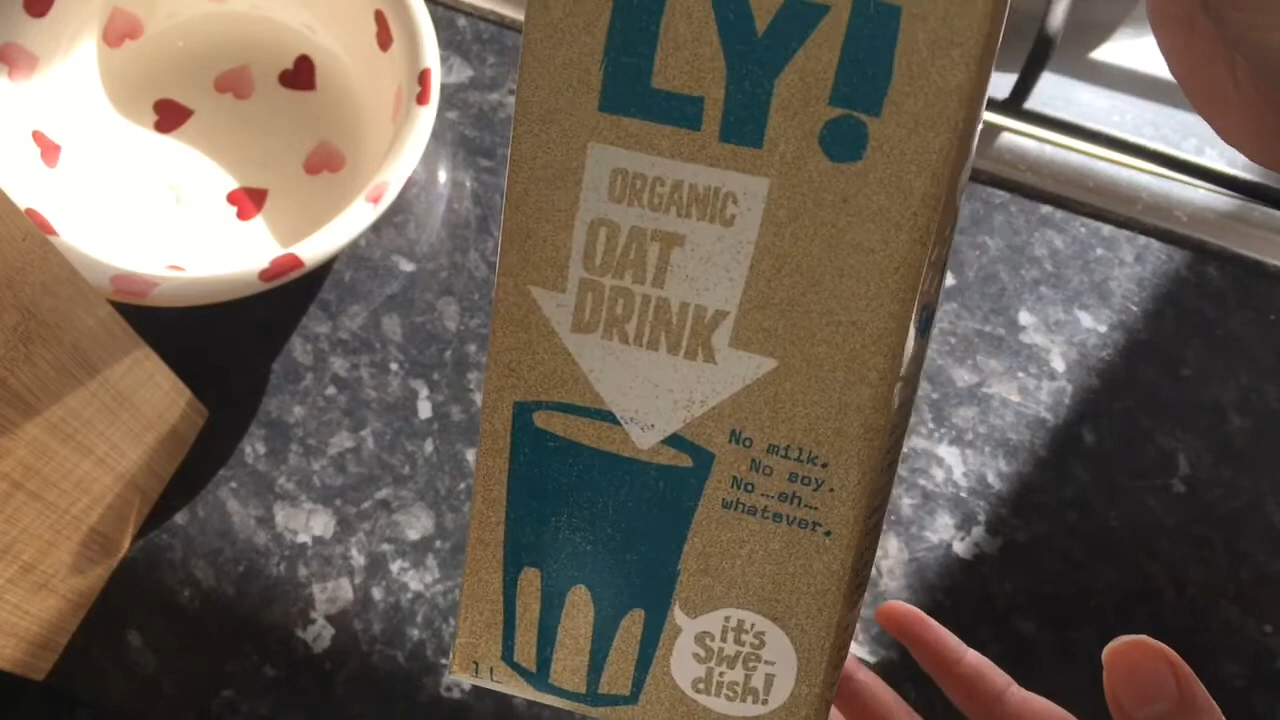 LY!
ORGANIC
OAT
DRINK
No milk.
No soy.
No...eh...
whatever.
it's
Swe-
dish!
1L